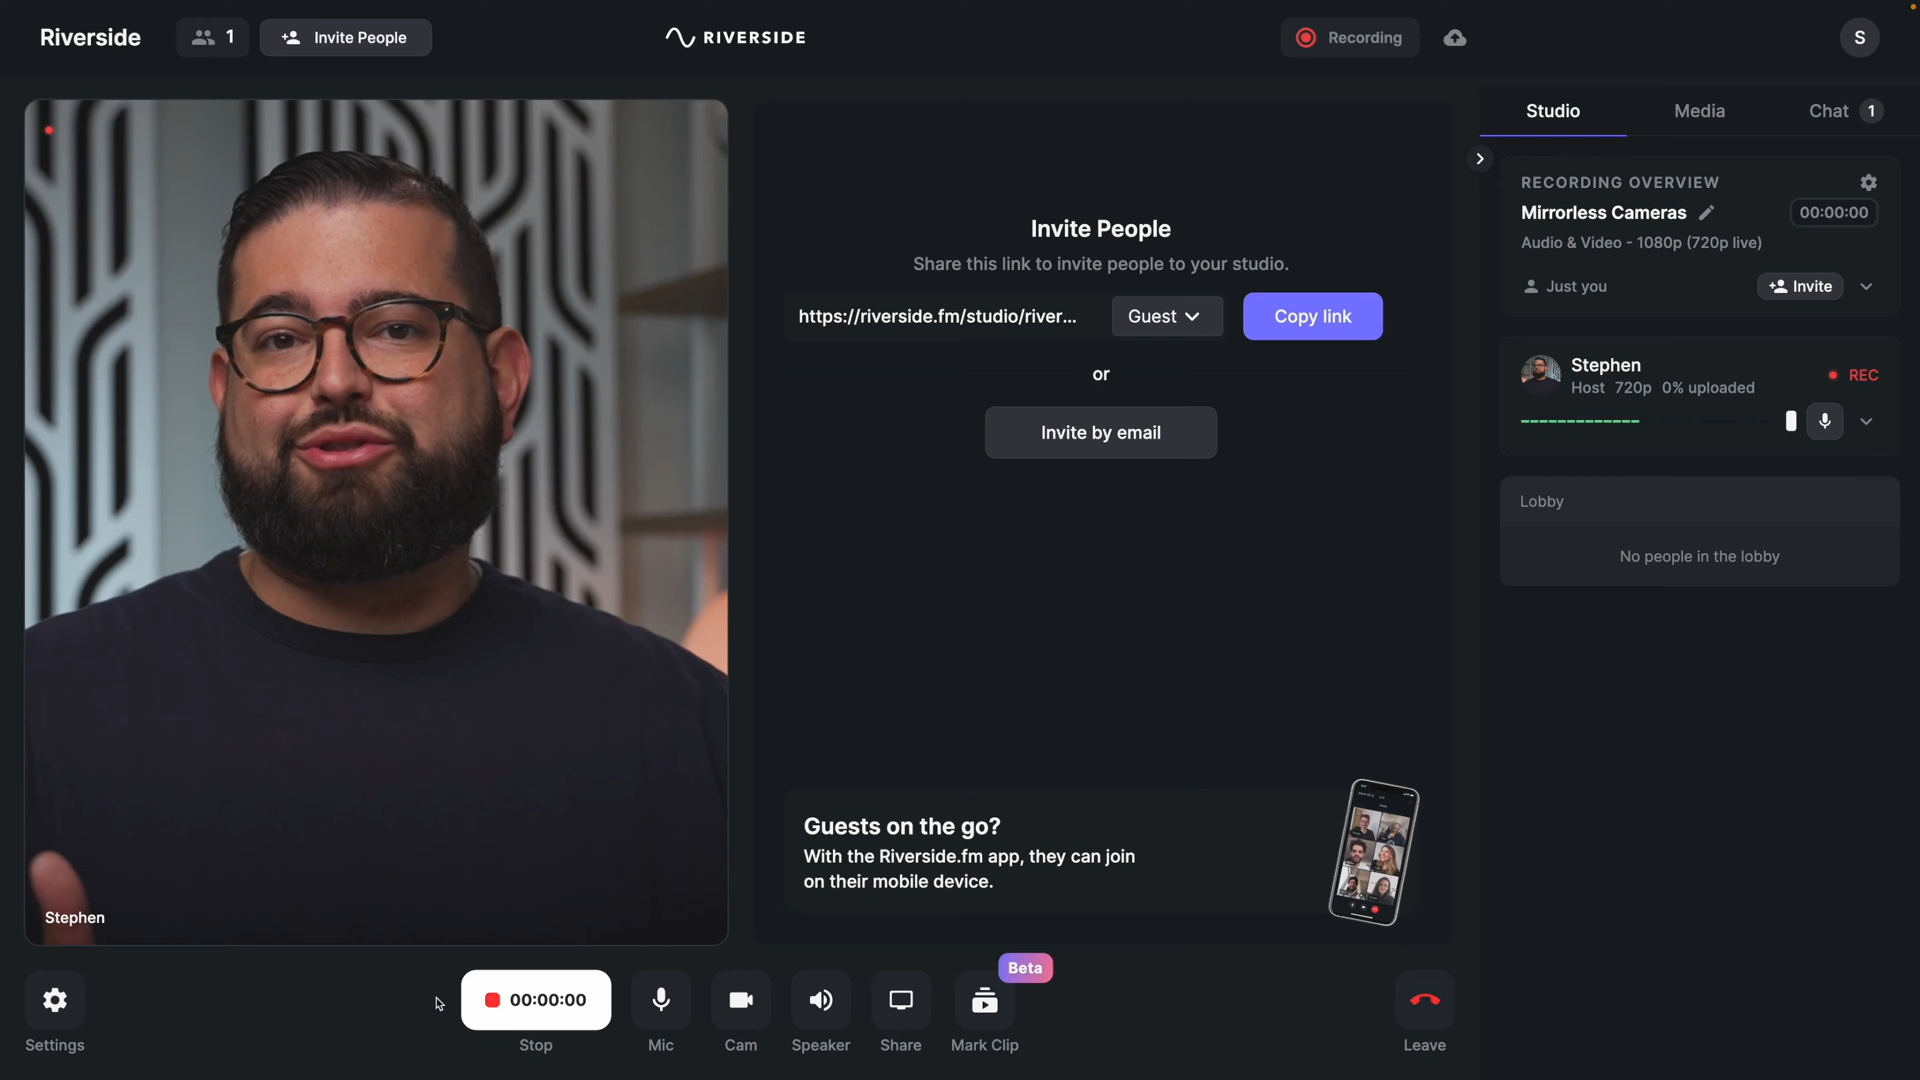 Riverside
1
Invite People
RIVERSIDE
Recording
S
Stephen
Invite People
Share this link to invite people to your studio.
https://riverside.fm/studio/river...
Guest
Copy link
or
Invite by email
Guests on the go?
With the Riverside.fm app, they can join
on their mobile device.
Studio
Media
Chat 1
RECORDING OVERVIEW
Mirrorless Cameras
00:00:00
Audio & Video - 1080p (720p live)
Just you
Invite
Stephen
Host 720p 0% uploaded
REC
Lobby
No people in the lobby
Settings
00:00:00
Stop
Mic
Cam
Speaker
Share
Beta
Mark Clip
Leave